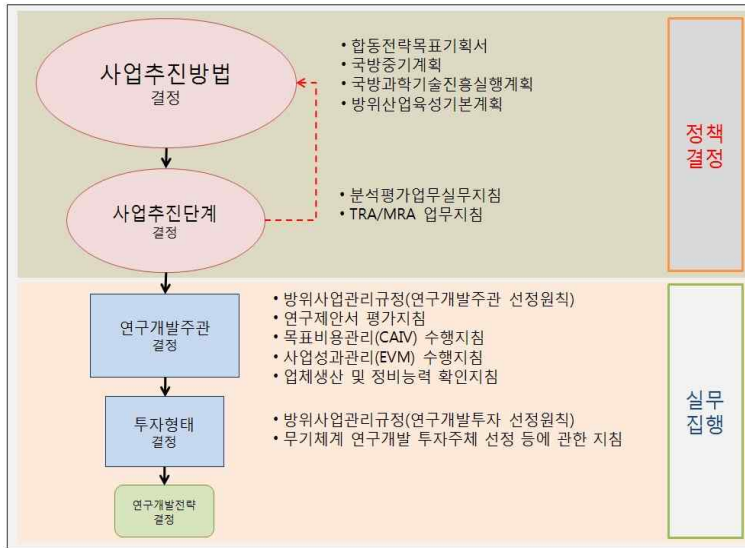 사업추진방법
결정
• 합동전략목표기획서
• 국방중기계획
• 국방과학기술진흥실행계획
• 방위산업육성기본계획
정책
결정
사업추진단계
결정
• 분석평가업무실무지침
• TRA/MRA 업무지침
연구개발주관
결정
• 방위사업관리규정(연구개발주관 선정원칙)
• 연구제안서 평가지침
• 목표비용관리(CAIV) 수행지침
• 사업성과관리(EVM) 수행지침
• 업체생산 및 정비능력 확인지침
실무
집행
투자형태
결정
• 방위사업관리규정(연구개발투자 선정원칙)
• 무기체계 연구개발 투자주체 선정 등에 관한 지침
연구개발전략
결정